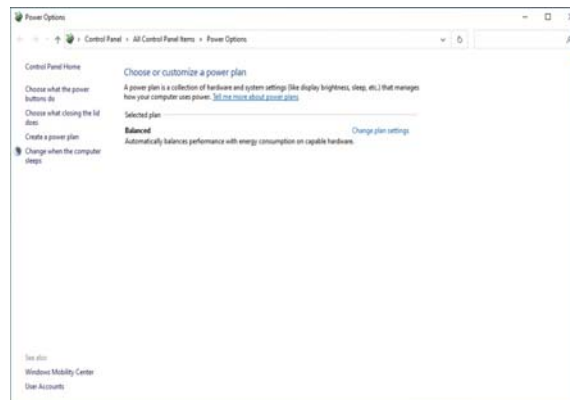 Power Options
Control Panel › All Control Panel Items › Power Options
Control Panel Home
Choose what the power
buttons do
Choose what closing the lid
does
Create a power plan
Change when the computer
sleeps
Choose or customize a power plan
A power plan is a collection of hardware and system settings (like display brightness, sleep, etc.) that manages
how your computer uses power. Tell me more about power plans
Selected plan
Balanced Change plan settings
Automatically balances performance with energy consumption on capable hardware.
See also
Windows Mobility Center
User Accounts